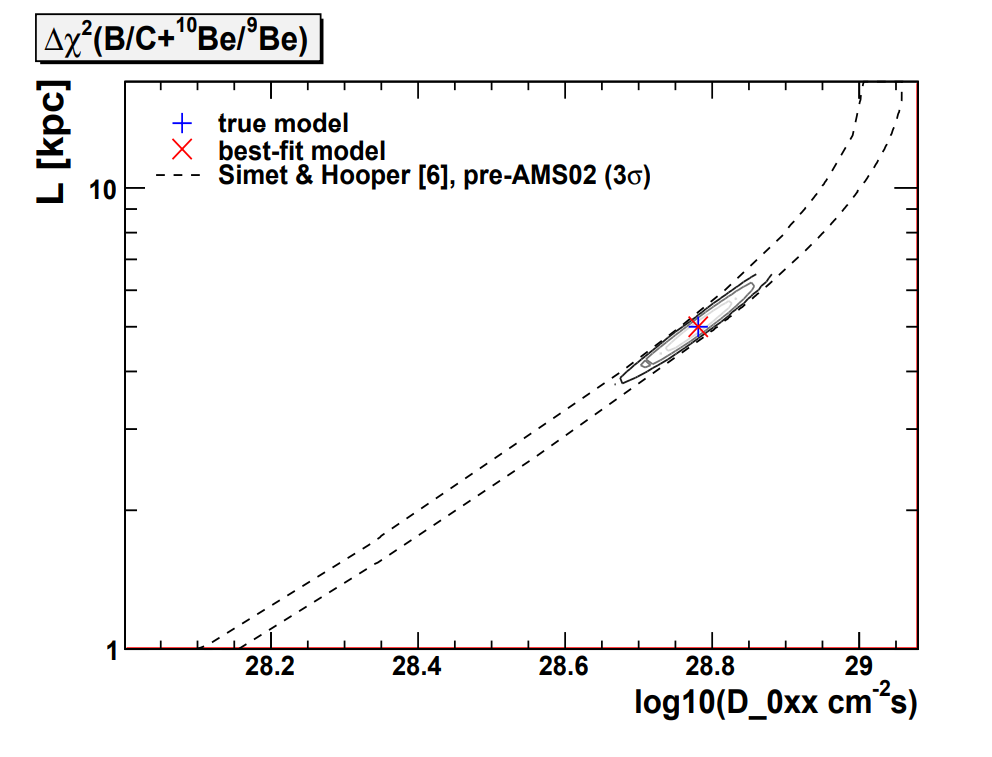 Δχ²(B/C+¹⁰Be/⁹Be)
L [kpc]
true model
best-fit model
Simet & Hooper [6], pre-AMS02 (3σ)
10
1
28.2 28.4 28.6 28.8 29
log10(D_0xx cm⁻²s)